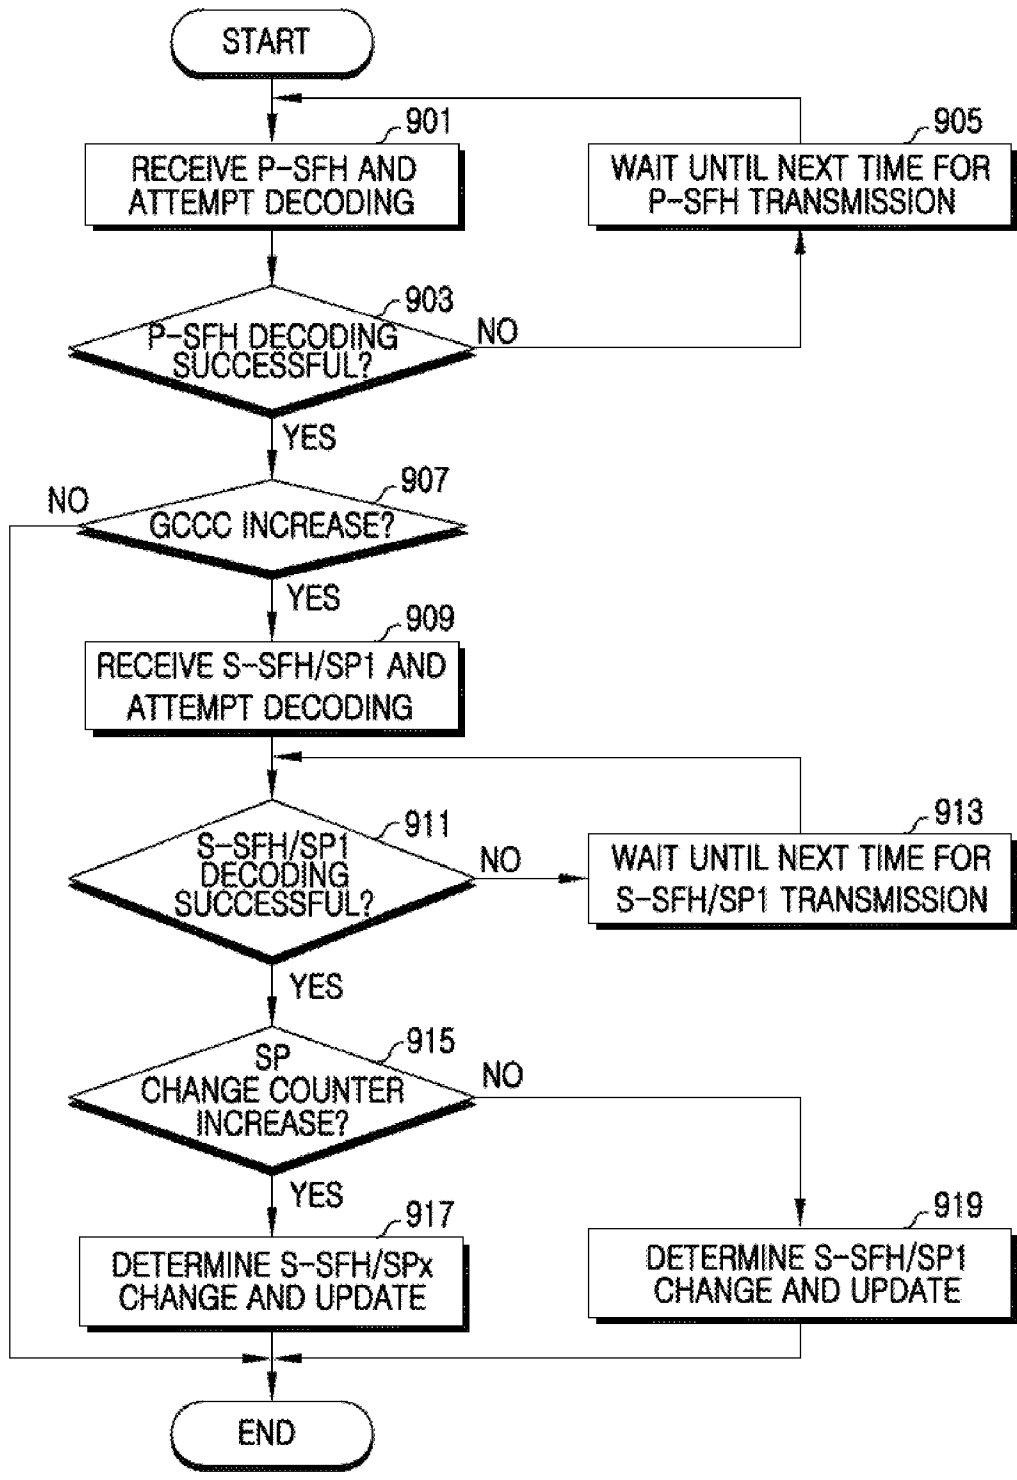 START
901
RECEIVE P-SFH AND
ATTEMPT DECODING
905
WAIT UNTIL NEXT TIME FOR
P-SFH TRANSMISSION
903
P-SFH DECODING
SUCCESSFUL?
NO
YES
907
NO
GCCC INCREASE?
YES
909
RECEIVE S-SFH/SP1 AND
ATTEMPT DECODING
911
S-SFH/SP1
DECODING
SUCCESSFUL?
NO
913
WAIT UNTIL NEXT TIME FOR
S-SFH/SP1 TRANSMISSION
YES
915
SP
CHANGE COUNTER
INCREASE?
NO
YES
917
DETERMINE S-SFH/SPx
CHANGE AND UPDATE
919
DETERMINE S-SFH/SP1
CHANGE AND UPDATE
END